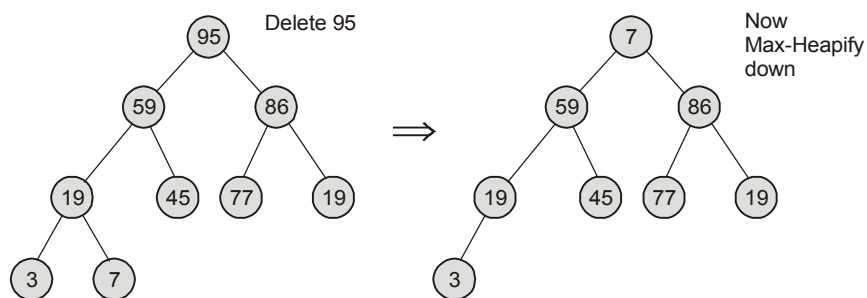 Delete 95
95
59 86
19 45 77 19
3 7
⇒
Now
Max-Heapify
down
7
59 86
19 45 77 19
3